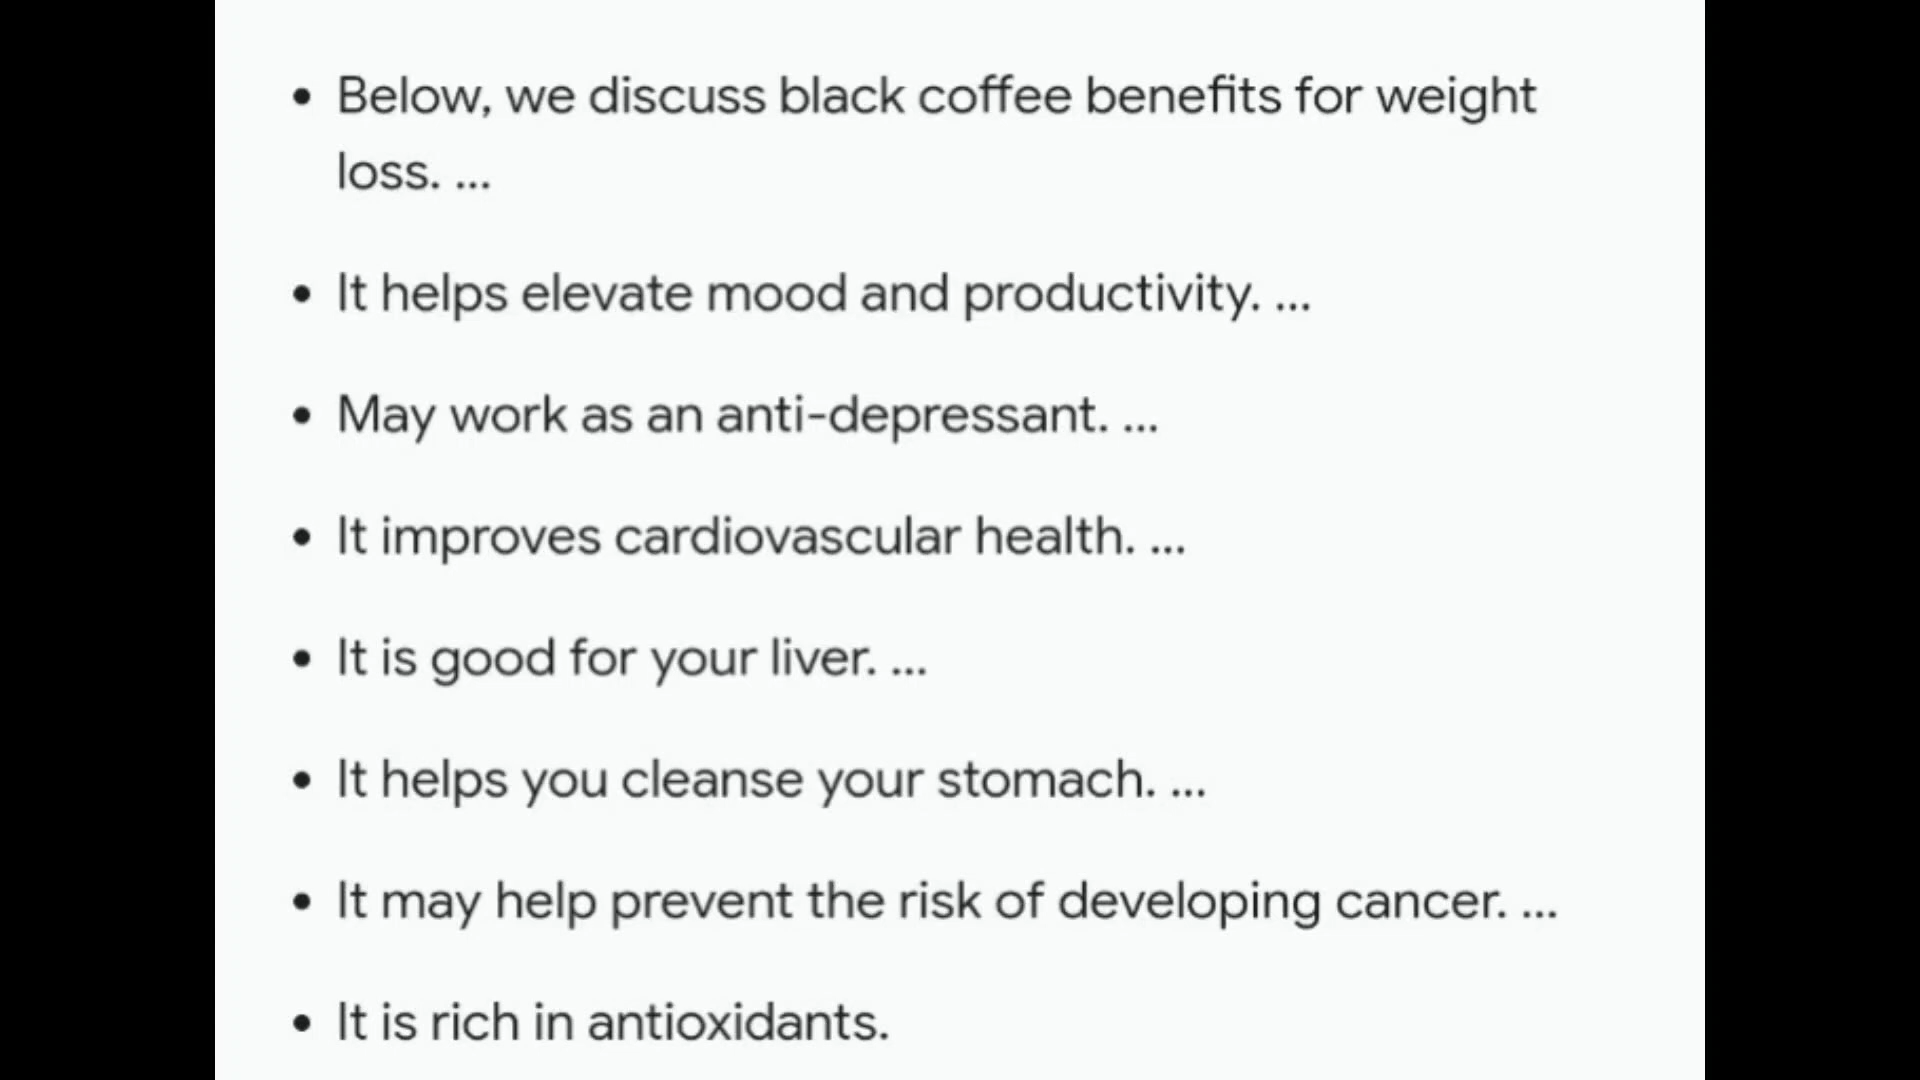 • Below, we discuss black coffee benefits for weight
loss. ...
• It helps elevate mood and productivity. ...
• May work as an anti-depressant. ...
• It improves cardiovascular health. ...
• It is good for your liver. ...
• It helps you cleanse your stomach. ...
• It may help prevent the risk of developing cancer. ...
• It is rich in antioxidants.